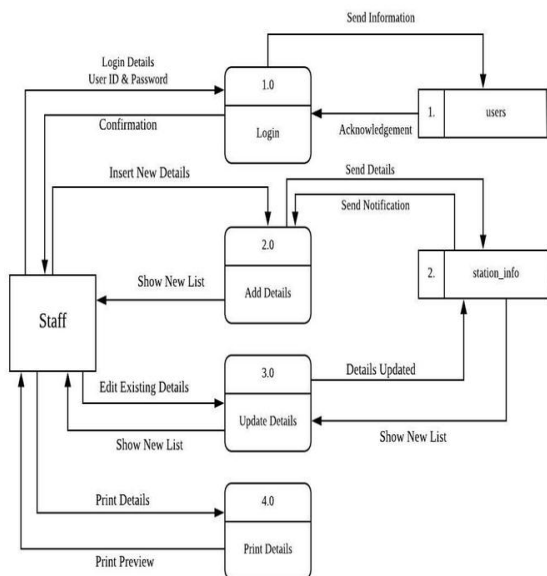 Send Information
Login Details
User ID & Password
1.0
Login
1.
users
Confirmation
Acknowledgement
Insert New Details
Send Details
Send Notification
2.0
Add Details
2.
station_info
Show New List
Staff
3.0
Update Details
Edit Existing Details
Details Updated
Show New List
Show New List
4.0
Print Details
Print Details
Print Preview